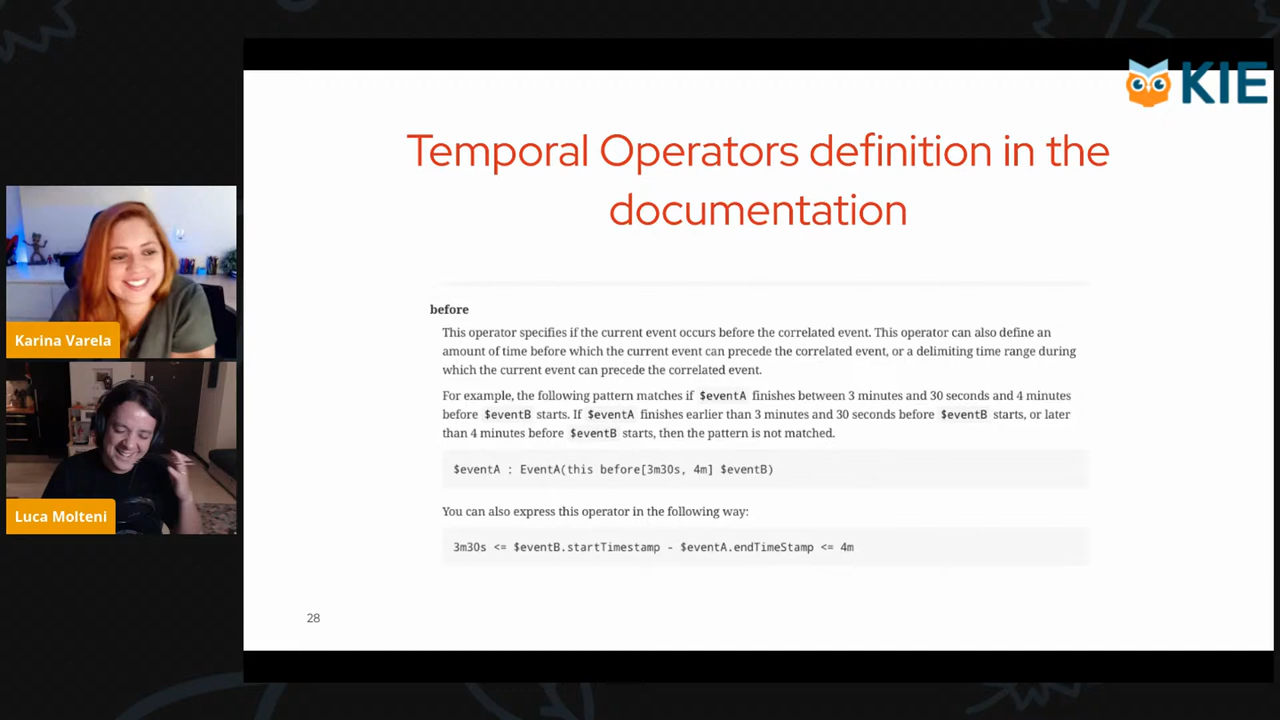 KIE
Temporal Operators definition in the
documentation
before
This operator specifies if the current event occurs before the correlated event. This operator can also define an
amount of time before which the current event can precede the correlated event, or a delimiting time range during
which the current event can precede the correlated event.
For example, the following pattern matches if $eventA finishes between 3 minutes and 30 seconds and 4 minutes
before $eventB starts. If $eventA finishes earlier than 3 minutes and 30 seconds before $eventB starts, or later
than 4 minutes before $eventB starts, then the pattern is not matched.
$eventA : EventA(this before[3m30s, 4m] $eventB)
You can also express this operator in the following way:
3m30s <= $eventB.startTimestamp - $eventA.endTimeStamp <= 4m
28
Karina Varela
Luca Molteni